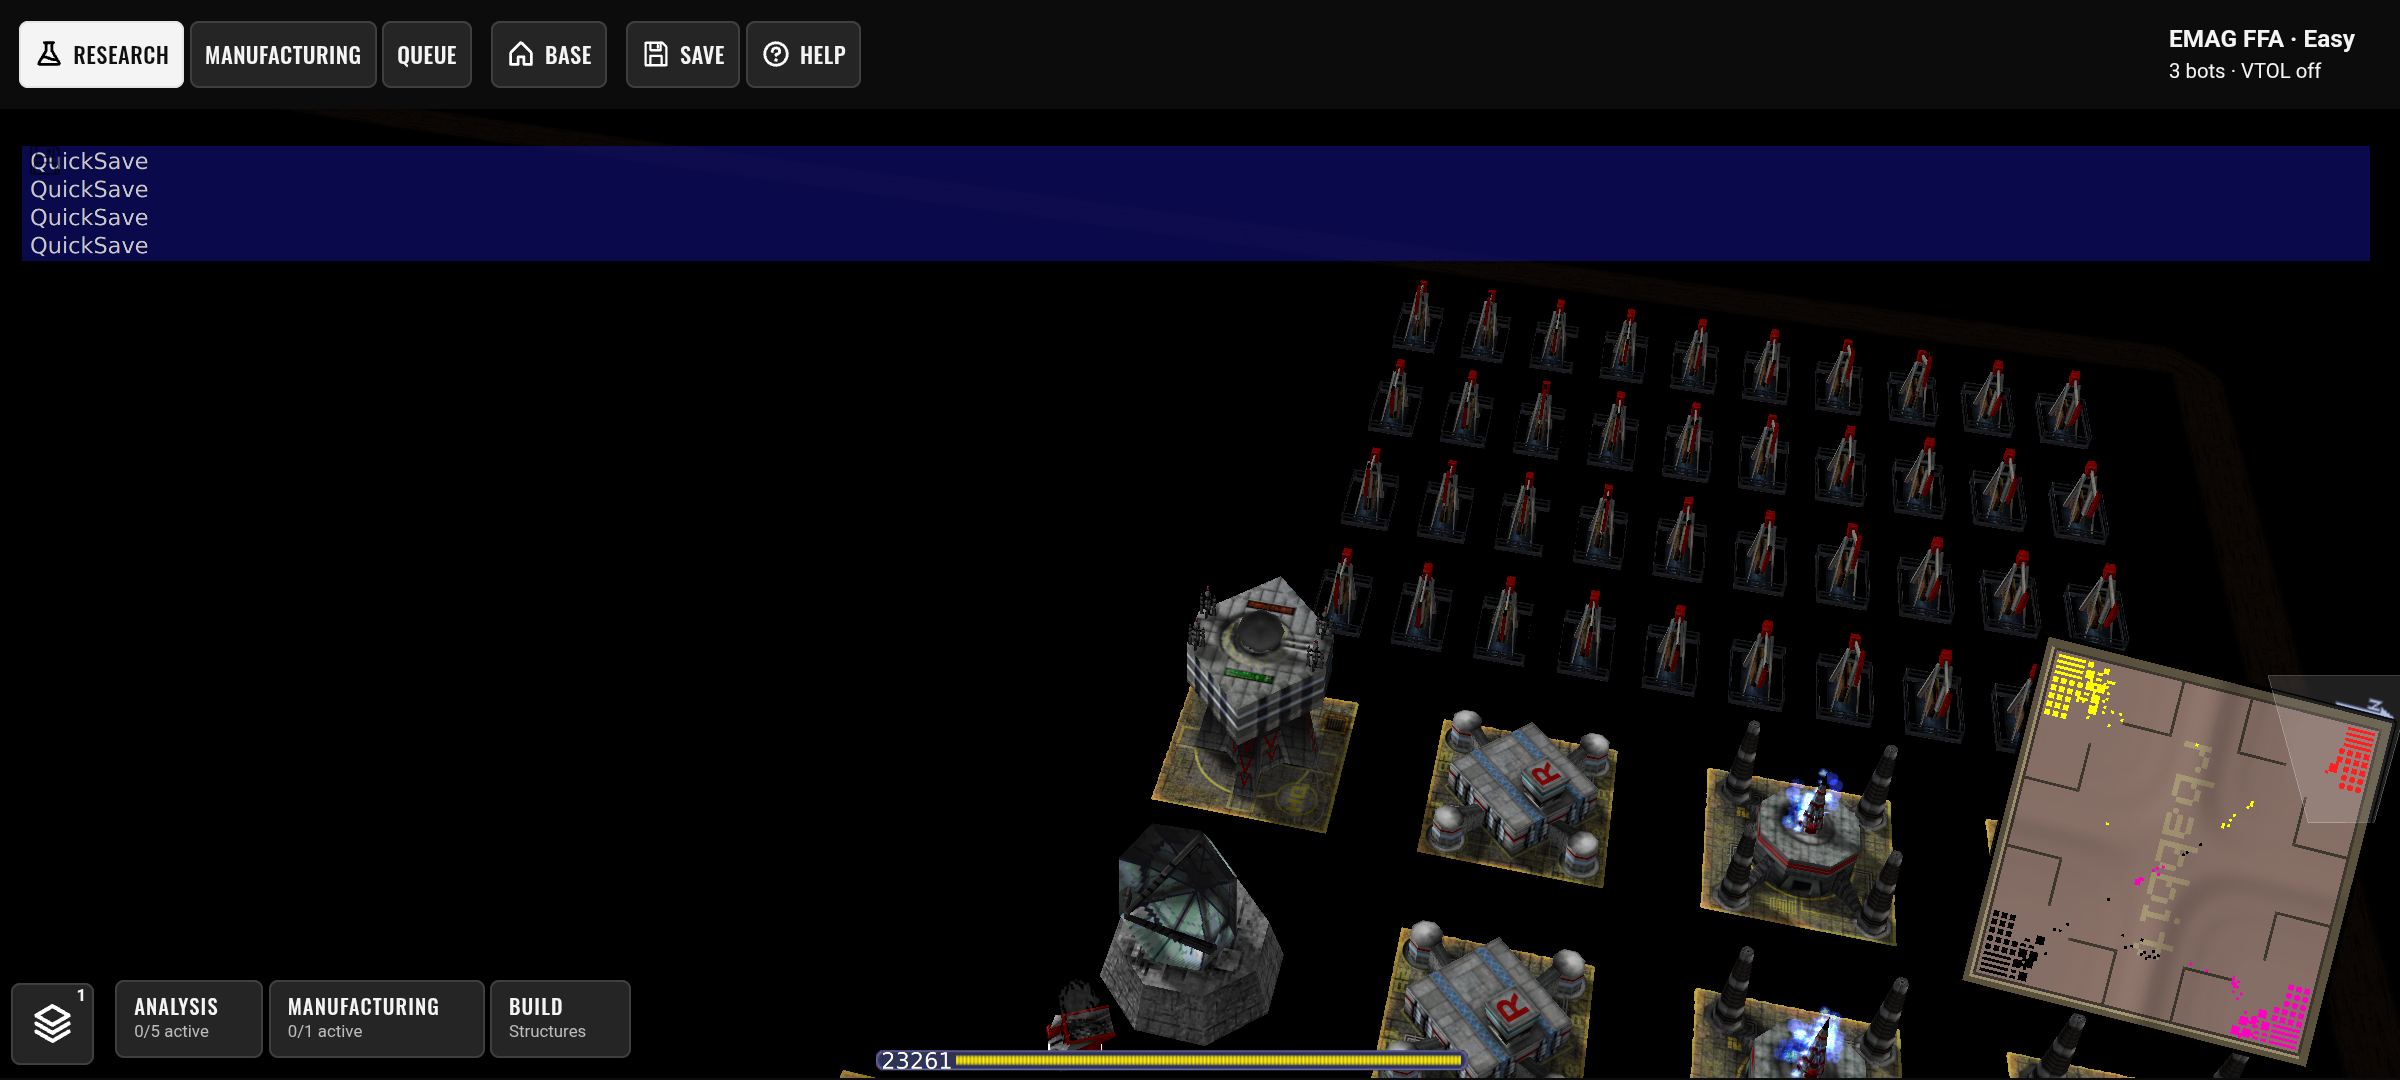 RESEARCH
MANUFACTURING
QUEUE
BASE
SAVE
HELP
EMAG FFA · Easy
3 bots · VTOL off
QuickSave
QuickSave
QuickSave
QuickSave
R
R
N
rbabbit
1
ANALYSIS
0/5 active
MANUFACTURING
0/1 active
BUILD
Structures
23261